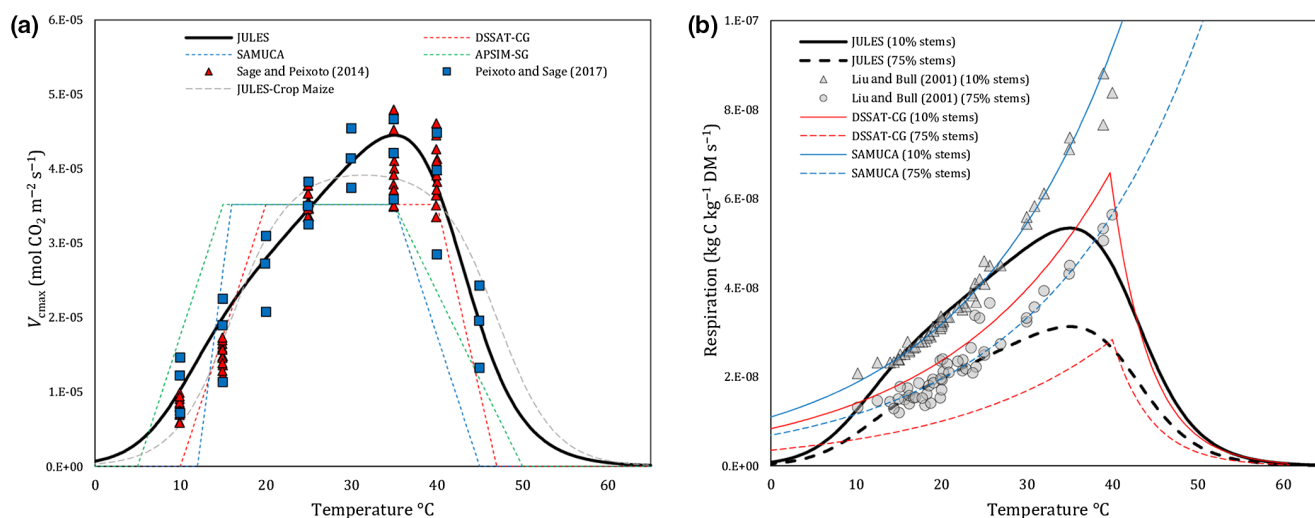 (a)
6.E-05
5.E-05
4.E-05
3.E-05
2.E-05
1.E-05
0.E+00
Vcmax (mol CO2 m−2 s−1)
JULES
DSSAT-CG
SAMUCA
APSIM-SG
Sage and Peixoto (2014)
Peixoto and Sage (2017)
JULES-Crop Maize
0 10 20 30 40 50 60
Temperature °C
(b)
1.E-07
8.E-08
6.E-08
4.E-08
2.E-08
0.E+00
Respiration (kg C kg−1 DM s−1)
JULES (10% stems)
JULES (75% stems)
Liu and Bull (2001) (10% stems)
Liu and Bull (2001) (75% stems)
DSSAT-CG (10% stems)
DSSAT-CG (75% stems)
SAMUCA (10% stems)
SAMUCA (75% stems)
0 10 20 30 40 50 60
Temperature °C